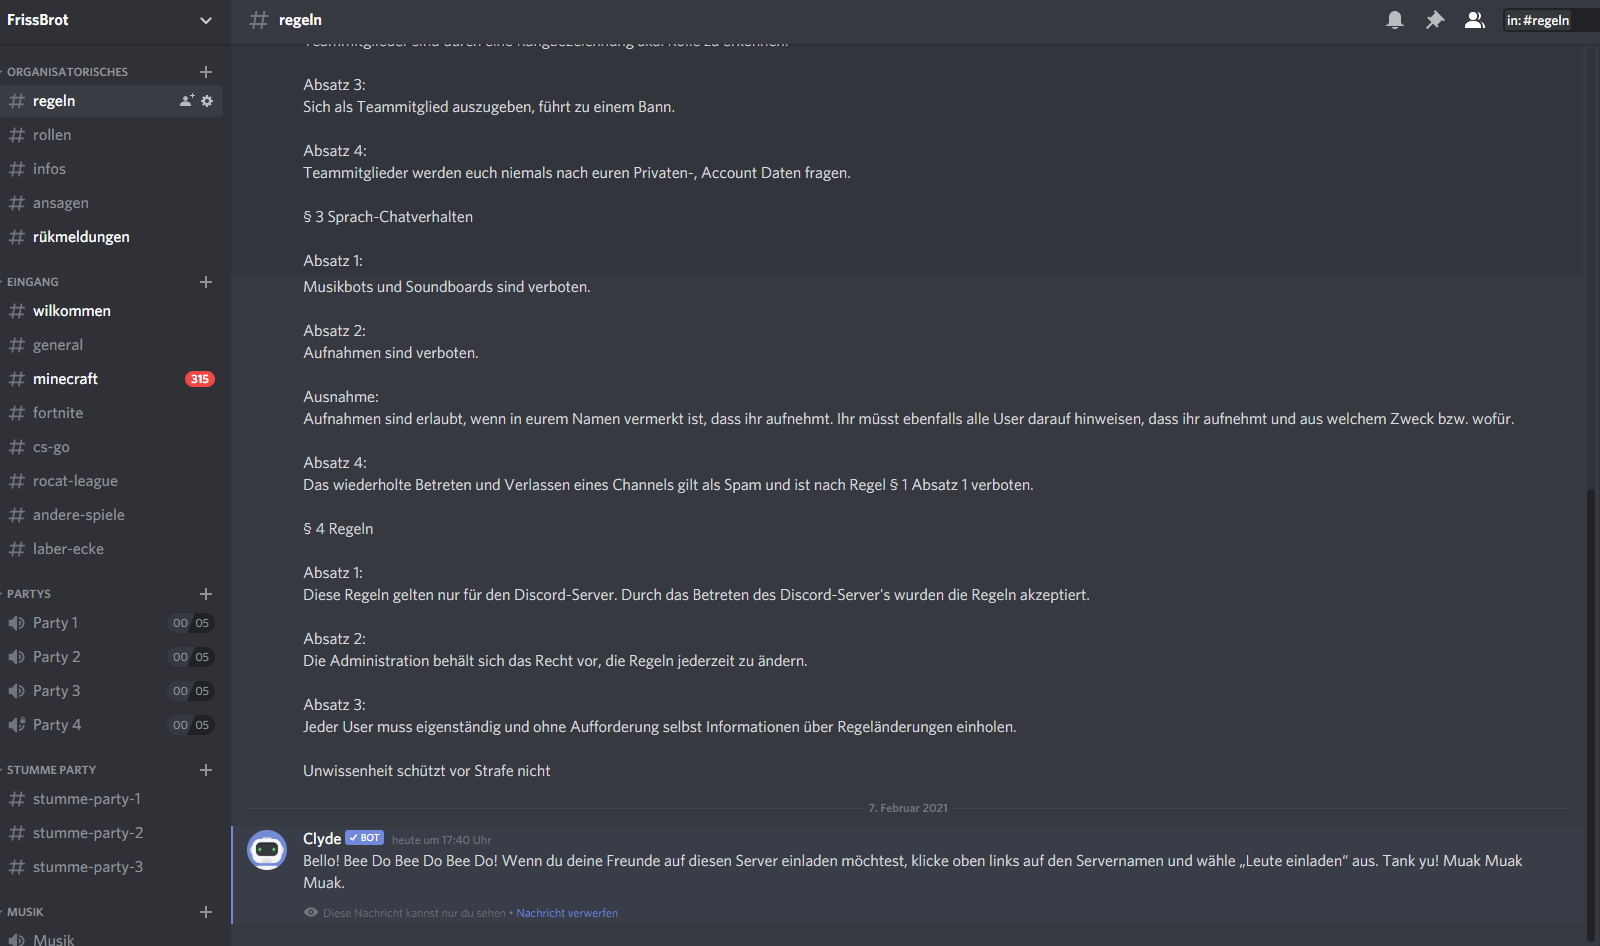 FrissBrot
ORGANISATORISCHES
regeln
rollen
infos
ansagen
rükmeldungen
EINGANG
wilkommen
general
minecraft 315
fortnite
cs-go
rocat-league
andere-spiele
laber-ecke
PARTYS
Party 1 00 05
Party 2 00 05
Party 3 00 05
Party 4 00 05
STUMME PARTY
stumme-party-1
stumme-party-2
stumme-party-3
MUSIK
Musik
# regeln
in: #regeln
Teammitglieder sind durch eine Rangbezeichnung aka. Rolle zu erkennen.
Absatz 3:
Sich als Teammitglied auszugeben, führt zu einem Bann.
Absatz 4:
Teammitglieder werden euch niemals nach euren Privaten-, Account Daten fragen.
§ 3 Sprach-Chatverhalten
Absatz 1:
Musikbots und Soundboards sind verboten.
Absatz 2:
Aufnahmen sind verboten.
Ausnahme:
Aufnahmen sind erlaubt, wenn in eurem Namen vermerkt ist, dass ihr aufnehmt. Ihr müsst ebenfalls alle User darauf hinweisen, dass ihr aufnehmt und aus welchem Zweck bzw. wofür.
Absatz 4:
Das wiederholte Betreten und Verlassen eines Channels gilt als Spam und ist nach Regel § 1 Absatz 1 verboten.
§ 4 Regeln
Absatz 1:
Diese Regeln gelten nur für den Discord-Server. Durch das Betreten des Discord-Server's wurden die Regeln akzeptiert.
Absatz 2:
Die Administration behält sich das Recht vor, die Regeln jederzeit zu ändern.
Absatz 3:
Jeder User muss eigenständig und ohne Aufforderung selbst Informationen über Regeländerungen einholen.
Unwissenheit schützt vor Strafe nicht
7. Februar 2021
Clyde BOT heute um 17:40 Uhr
Bello! Bee Do Bee Do Bee Do! Wenn du deine Freunde auf diesen Server einladen möchtest, klicke oben links auf den Servernamen und wähle „Leute einladen“ aus. Tank yu! Muak Muak
Muak.
Diese Nachricht kannst nur du sehen • Nachricht verwerfen